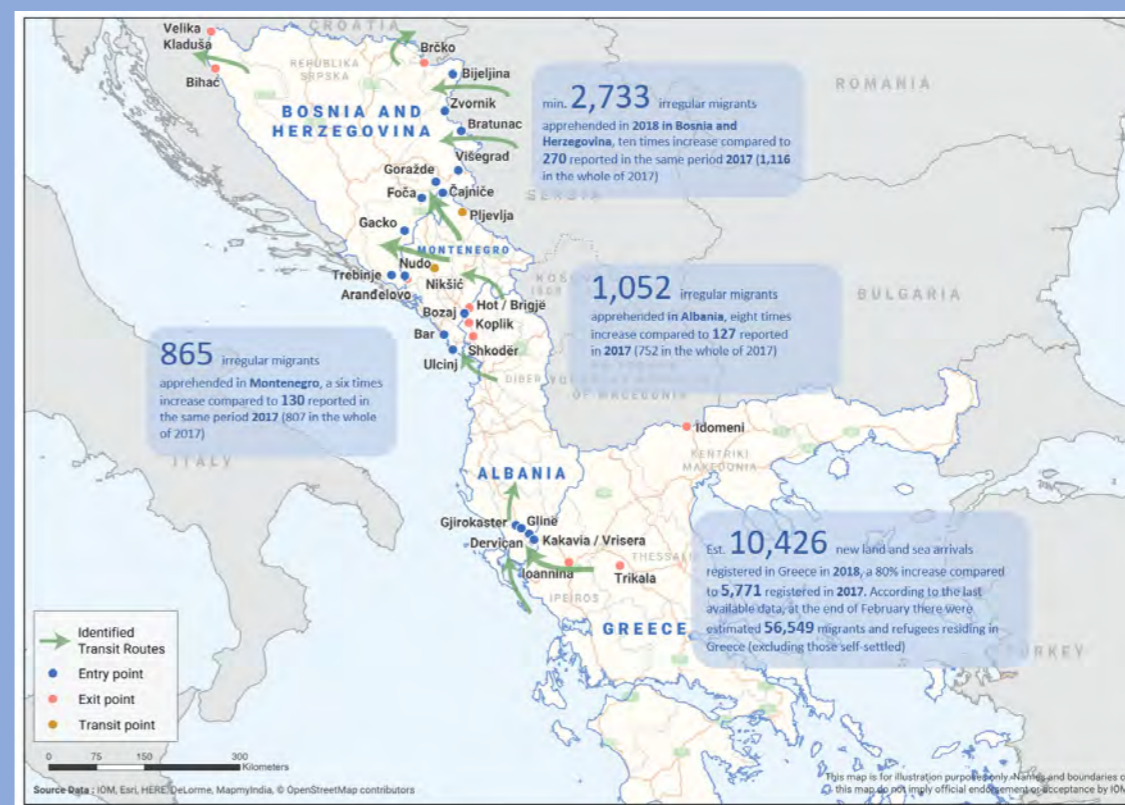 CROATIA
Velika
Kladuša
Bihać
REPUBLIKA
SRPSKA
Brčko
Bijeljina
BOSNIA AND
HERZEGOVINA
Zvornik
Bratunac
Višegrad
Goražde
Foča
Čajniče
Pljevlja
Gacko
MONTENEGRO
Nudo
Trebinje
Nikšić
Aranđelovo
Hot / Brigjë
Bozaj
Koplik
Bar
Shkodër
Ulcinj
ROMANIA
SERBIA
BULGARIA
min. 2,733 irregular migrants
apprehended in 2018 in Bosnia and
Herzegovina, ten times increase compared to
270 reported in the same period 2017 (1,116
in the whole of 2017)
1,052 irregular migrants
apprehended in Albania, eight times
increase compared to 127 reported
in 2017 (752 in the whole of 2017)
865 irregular migrants
apprehended in Montenegro, a six times
increase compared to 130 reported in
the same period 2017 (807 in the whole
of 2017)
ITALY
DIBER
OF MACEDONIA
Idomeni
KENTRIKI
MAKEDONIA
ALBANIA
Gjirokaster
Glinë
Derviçan
Kakavia / Vrisera
Ioannina
Trikala
IPEIROS
GREECE
Est. 10,426 new land and sea arrivals
registered in Greece in 2018, a 80% increase compared
to 5,771 registered in 2017. According to the last
available data, at the end of February there were
estimated 56,549 migrants and refugees residing in
Greece (excluding those self-settled)
Identified
Transit Routes
Entry point
Exit point
Transit point
0 75 150 300
Kilometers
Source Data : IOM, Esri, HERE, DeLorme, MapmyIndia, © OpenStreetMap contributors
This map is for illustration purposes only. Names and boundaries
this map do not imply official endorsement or acceptance by IOM